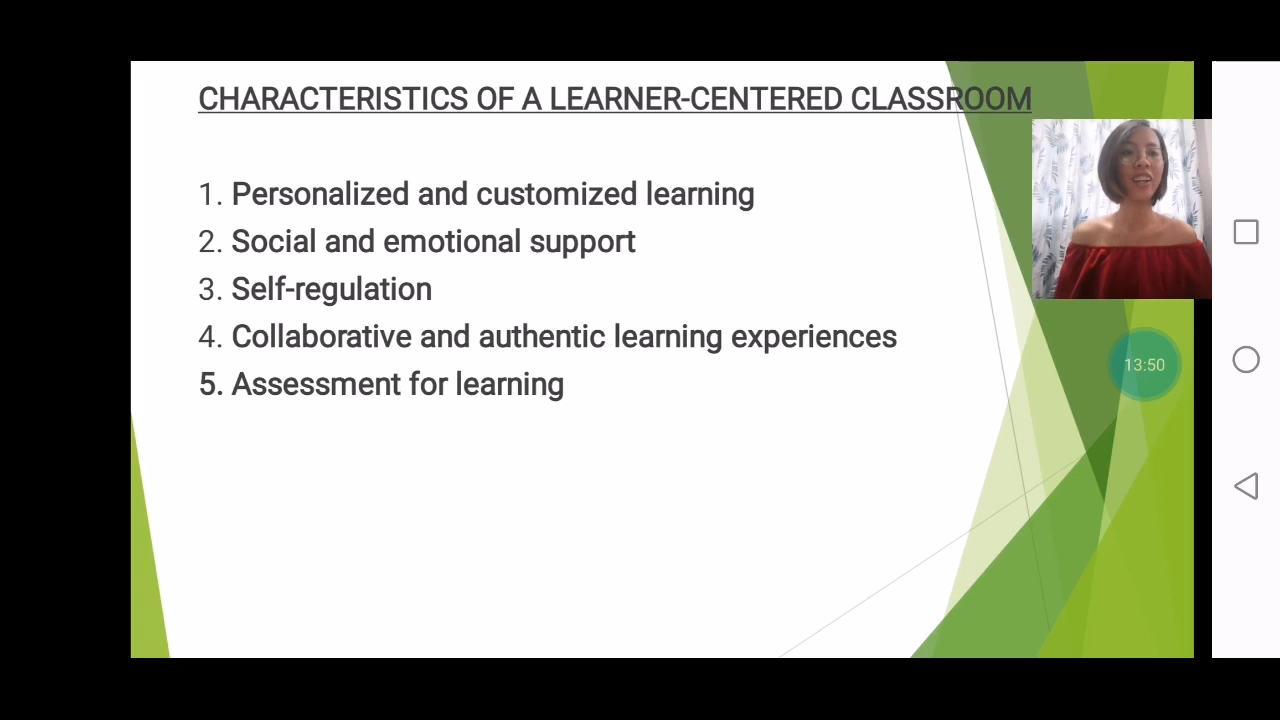 CHARACTERISTICS OF A LEARNER-CENTERED CLASSROOM
1. Personalized and customized learning
2. Social and emotional support
3. Self-regulation
4. Collaborative and authentic learning experiences
5. Assessment for learning
13:50